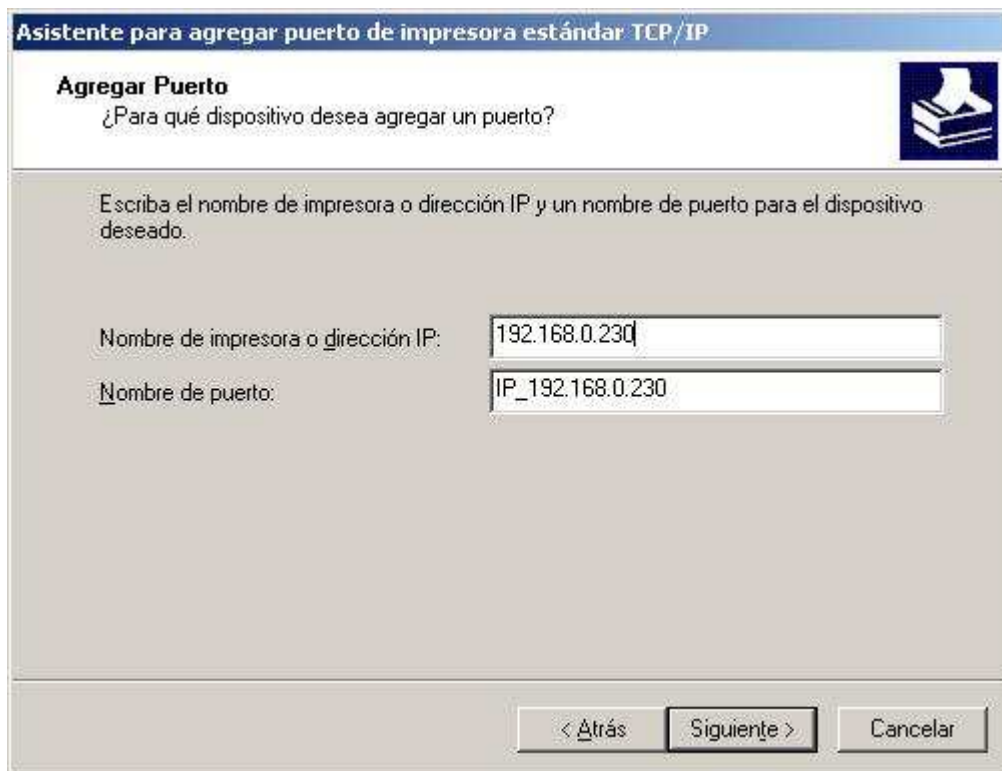 Asistente para agregar puerto de impresora estándar TCP/IP
Agregar Puerto
¿Para qué dispositivo desea agregar un puerto?
Escriba el nombre de impresora o dirección IP y un nombre de puerto para el dispositivo
deseado.
Nombre de impresora o dirección IP: 192.168.0.230
Nombre de puerto: IP_192.168.0.230
< Atrás Siguiente > Cancelar